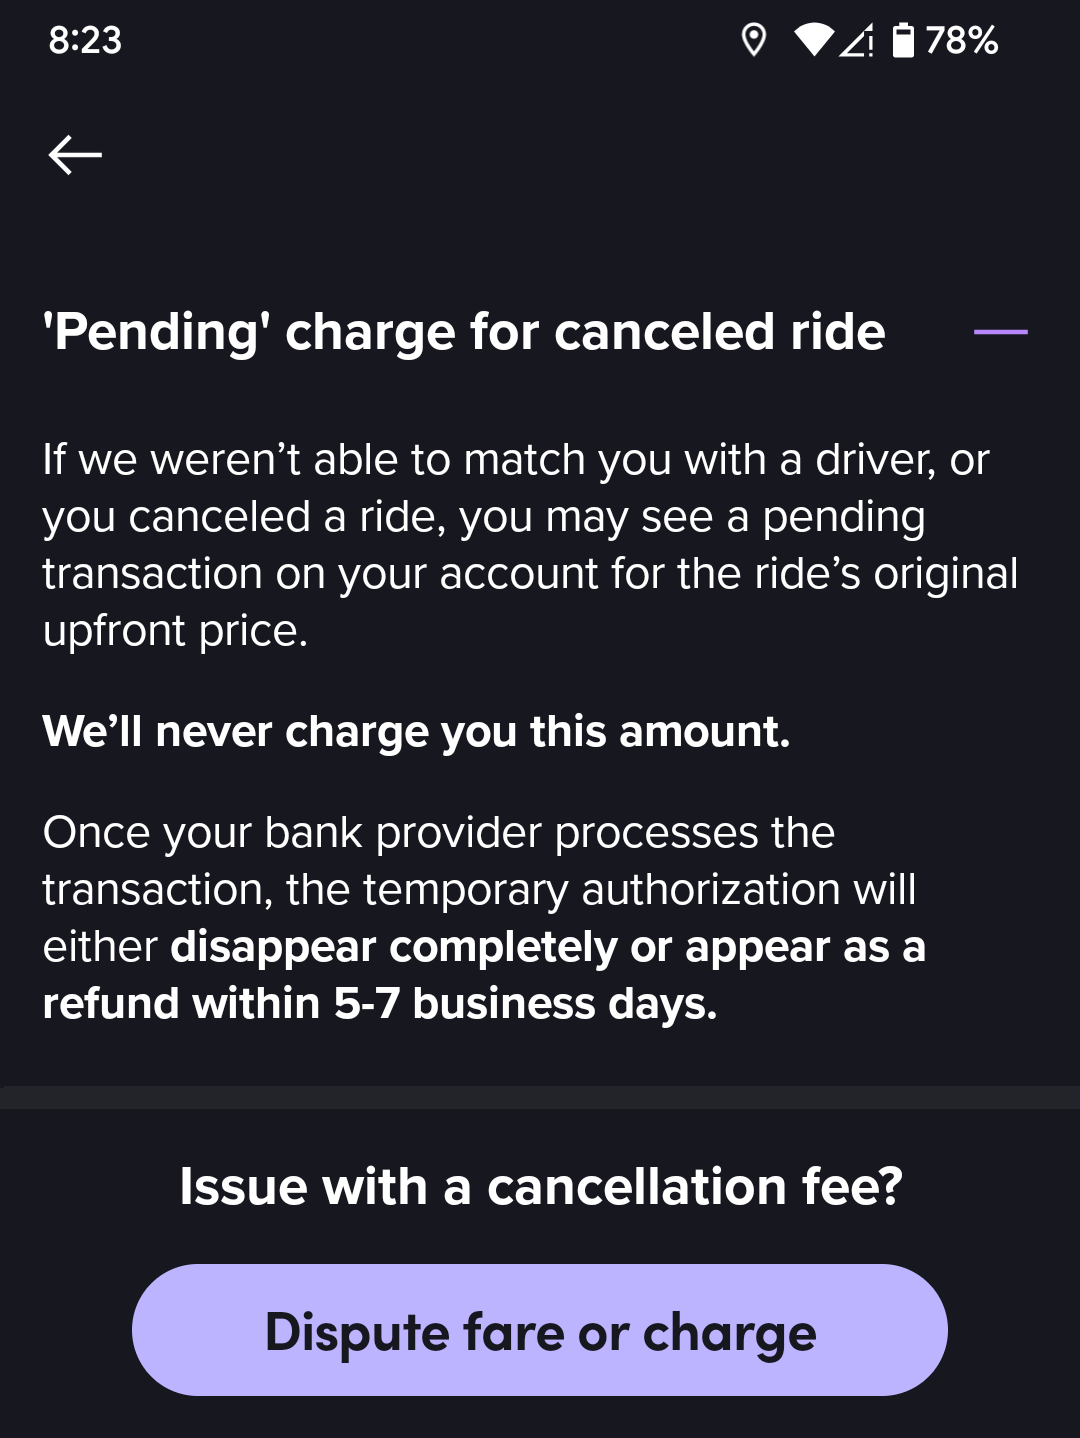 8:23
78%
'Pending' charge for canceled ride
If we weren’t able to match you with a driver, or
you canceled a ride, you may see a pending
transaction on your account for the ride’s original
upfront price.
We’ll never charge you this amount.
Once your bank provider processes the
transaction, the temporary authorization will
either disappear completely or appear as a
refund within 5-7 business days.
Issue with a cancellation fee?
Dispute fare or charge